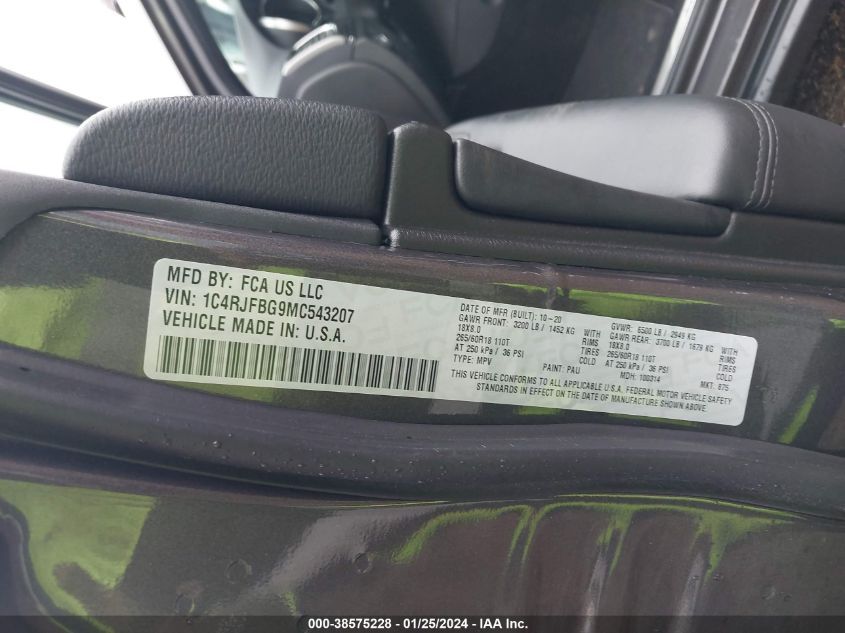 MFD BY: FCA US LLC
VIN: 1C4RJFBG9MC543207
VEHICLE MADE IN: U.S.A.
DATE OF MFR (BUILT): 10-20
GAWR FRONT: 3200 LB / 1452 KG WITH
18X8.0 RIMS
265/60R18 110T TIRES
AT 250 kPa / 36 PSI COLD
TYPE: MPV PAINT: PAU
GVWR: 6500 LB / 2949 KG
GAWR REAR: 3700 LB / 1679 KG WITH
18X8.0 RIMS
265/60R18 110T TIRES
AT 250 kPa / 36 PSI COLD
MDH: 100314 MKT: 875
THIS VEHICLE CONFORMS TO ALL APPLICABLE U.S.A. FEDERAL MOTOR VEHICLE SAFETY
STANDARDS IN EFFECT ON THE DATE OF MANUFACTURE SHOWN ABOVE.
000-38575228 - 01/25/2024 - IAA Inc.